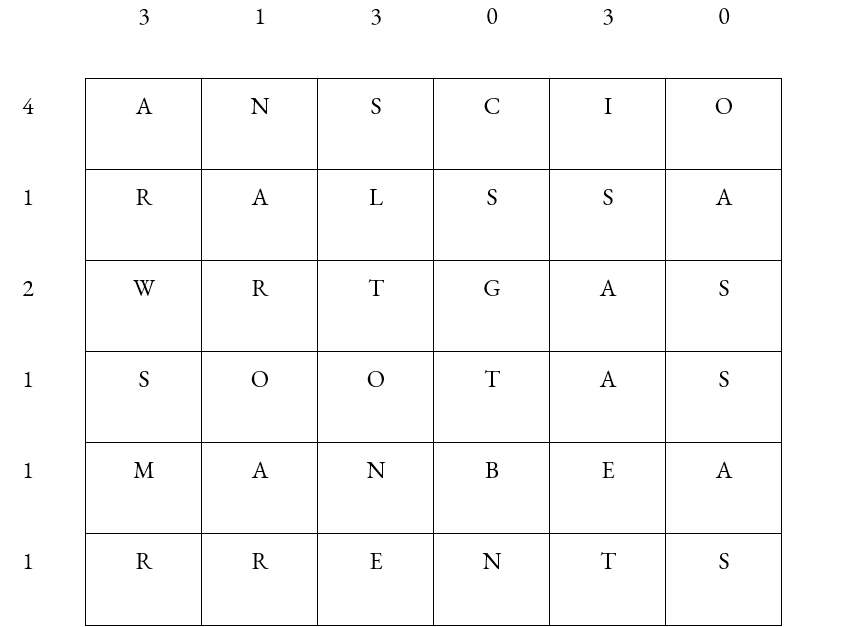 3 1 3 0 3 0
4 A N S C I O
1 R A L S S A
2 W R T G A S
1 S O O T A S
1 M A N B E A
1 R R E N T S